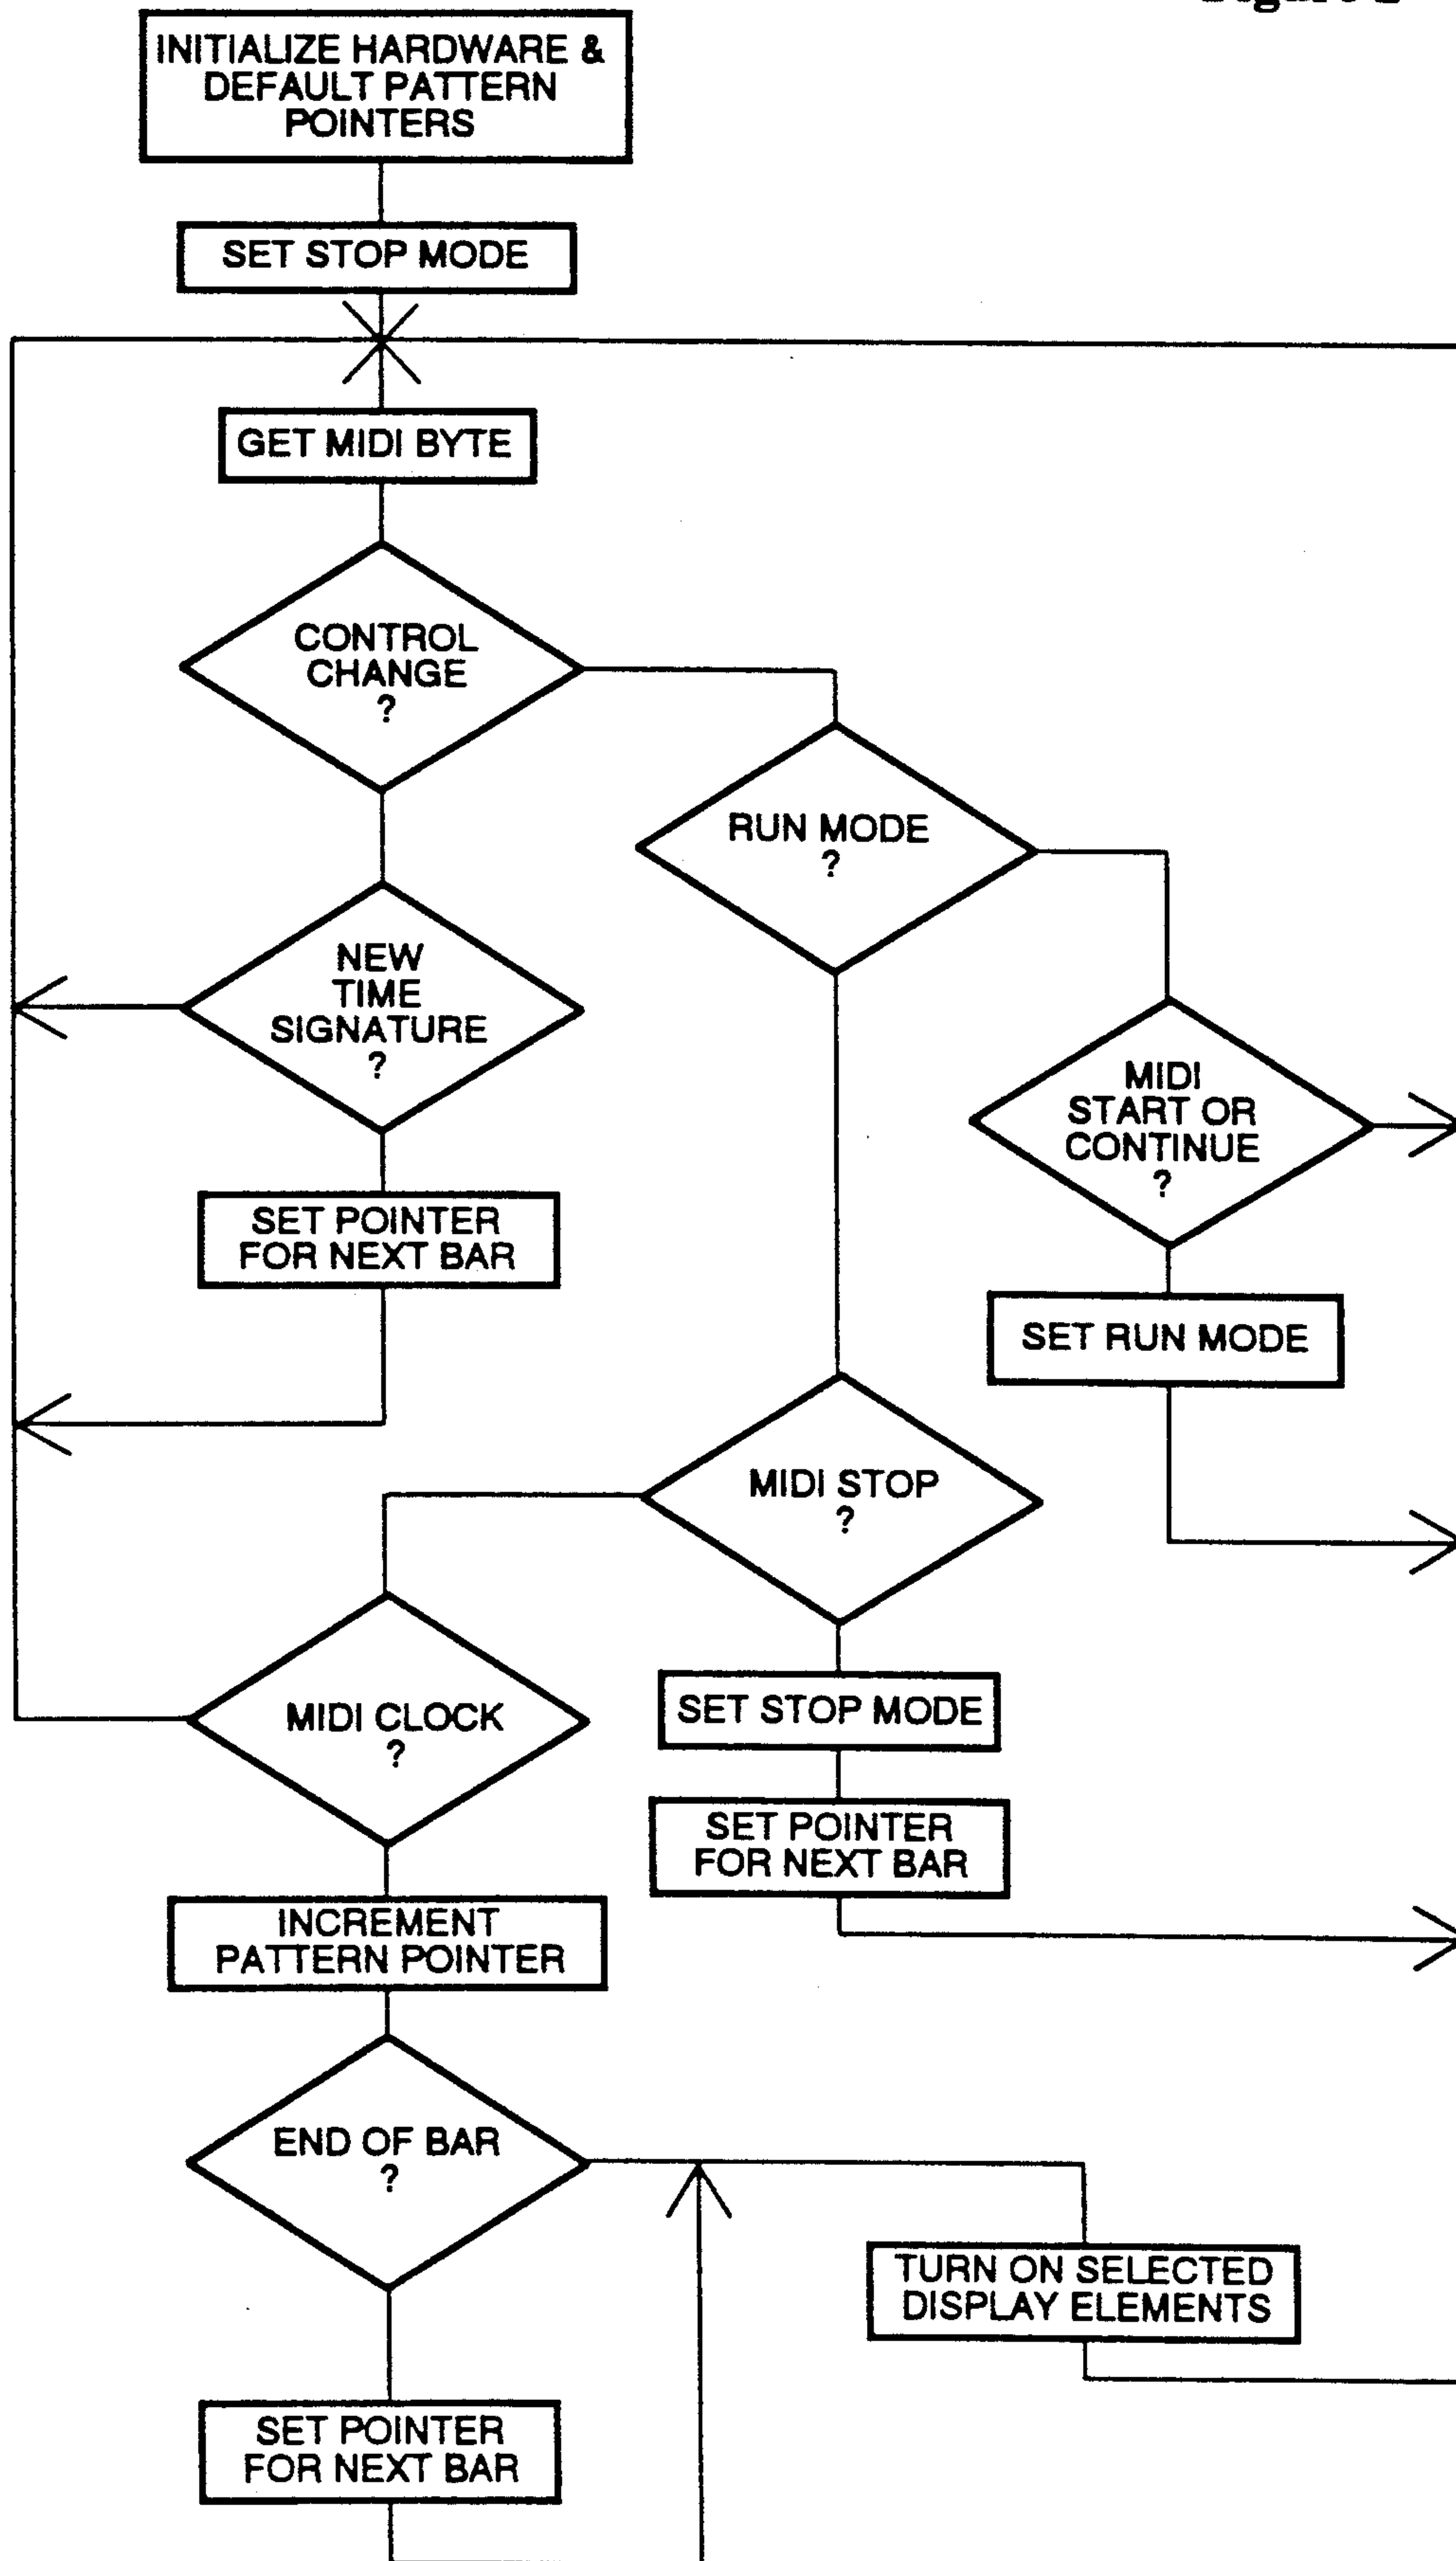 INITIALIZE HARDWARE &
DEFAULT PATTERN
POINTERS
SET STOP MODE
GET MIDI BYTE
CONTROL
CHANGE
?
RUN MODE
?
NEW
TIME
SIGNATURE
?
MIDI
START OR
CONTINUE
?
SET POINTER
FOR NEXT BAR
SET RUN MODE
MIDI STOP
?
MIDI CLOCK
?
SET STOP MODE
SET POINTER
FOR NEXT BAR
INCREMENT
PATTERN POINTER
END OF BAR
?
TURN ON SELECTED
DISPLAY ELEMENTS
SET POINTER
FOR NEXT BAR